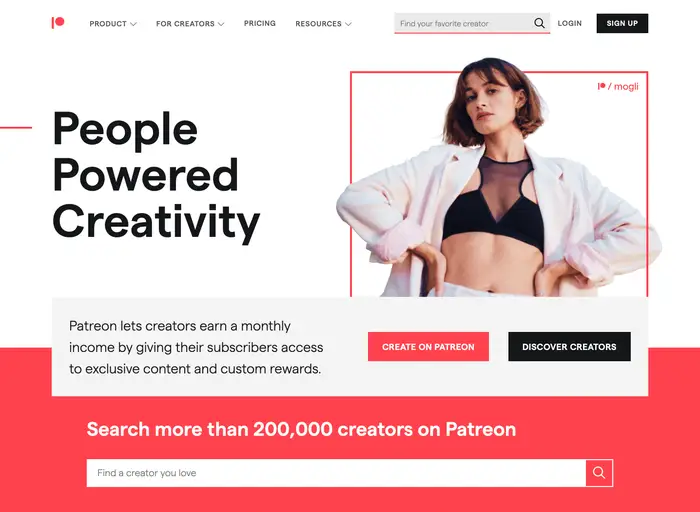 PRODUCT FOR CREATORS PRICING RESOURCES Find your favorite creator LOGIN SIGN UP
/ mogli
People
Powered
Creativity
Patreon lets creators earn a monthly
income by giving their subscribers access
to exclusive content and custom rewards.
CREATE ON PATREON DISCOVER CREATORS
Search more than 200,000 creators on Patreon
Find a creator you love